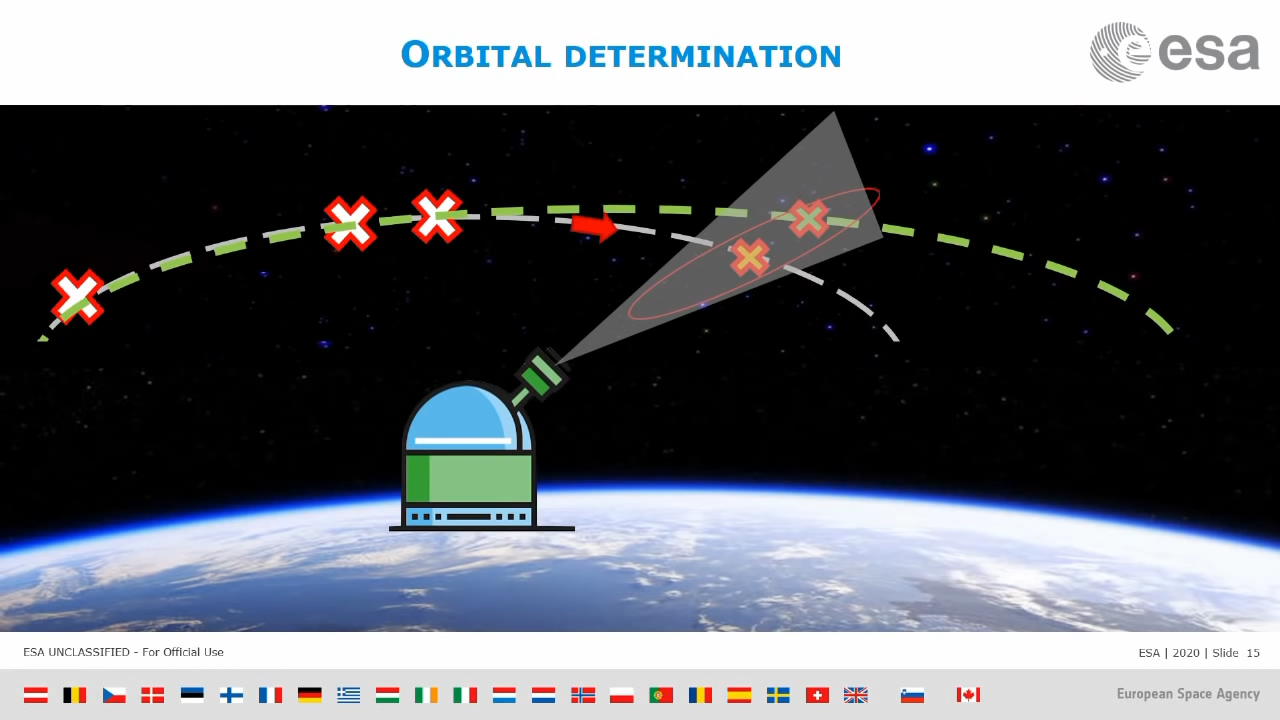 ORBITAL DETERMINATION
esa
ESA UNCLASSIFIED - For Official Use
ESA | 2020 | Slide 15
European Space Agency